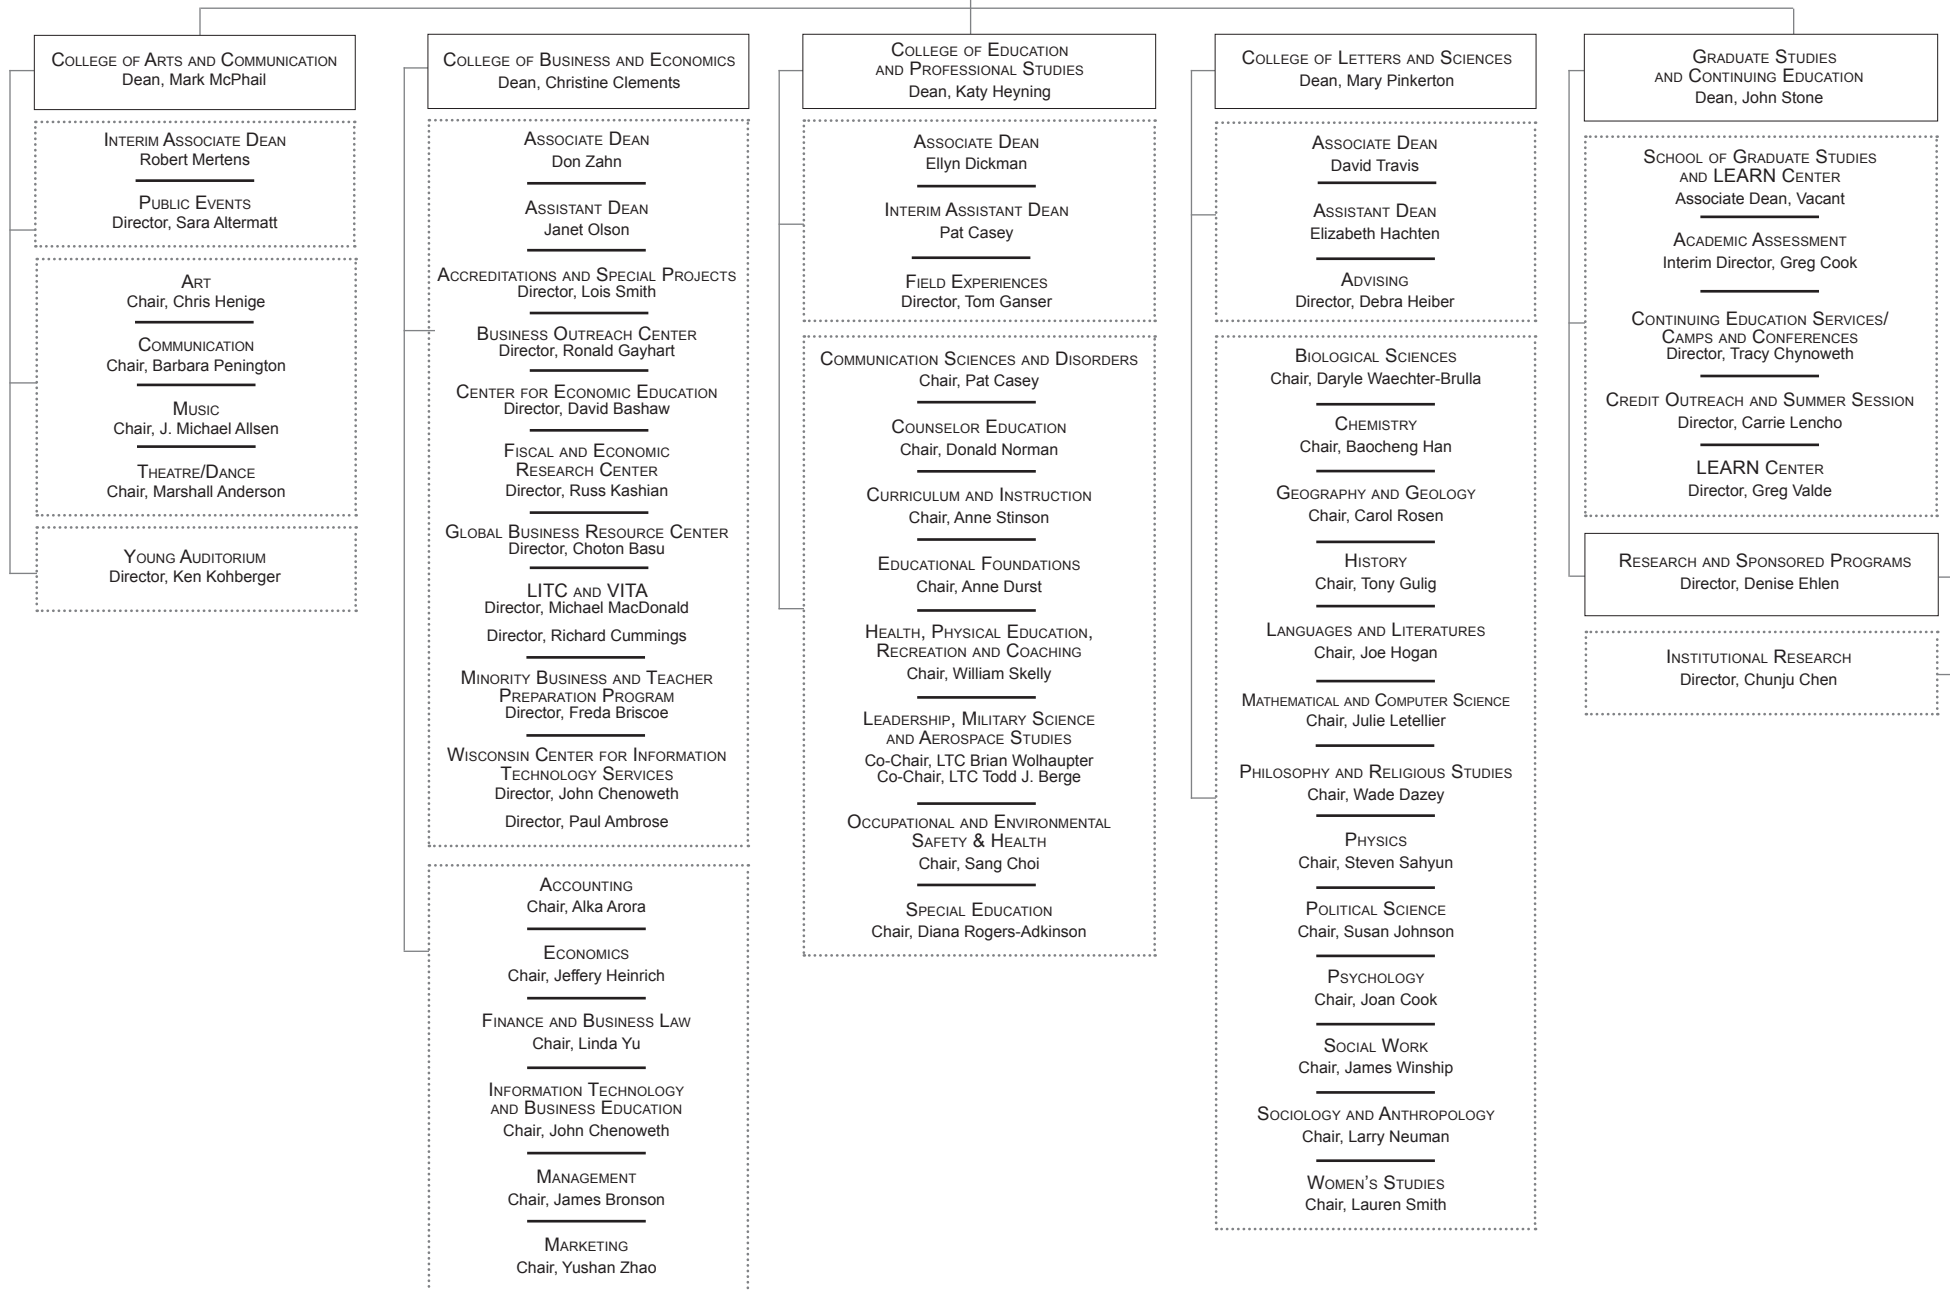 College of Arts and Communication
Dean, Mark McPhail
Interim Associate Dean
Robert Mertens
Public Events
Director, Sara Altermatt
Art
Chair, Chris Henige
Communication
Chair, Barbara Penington
Music
Chair, J. Michael Allsen
Theatre/Dance
Chair, Marshall Anderson
Young Auditorium
Director, Ken Kohberger
College of Business and Economics
Dean, Christine Clements
Associate Dean
Don Zahn
Assistant Dean
Janet Olson
Accreditations and Special Projects
Director, Lois Smith
Business Outreach Center
Director, Ronald Gayhart
Center for Economic Education
Director, David Bashaw
Fiscal and Economic
Research Center
Director, Russ Kashian
Global Business Resource Center
Director, Choton Basu
LITC and VITA
Director, Michael MacDonald
Director, Richard Cummings
Minority Business and Teacher
Preparation Program
Director, Freda Briscoe
Wisconsin Center for Information
Technology Services
Director, John Chenoweth
Director, Paul Ambrose
Accounting
Chair, Alka Arora
Economics
Chair, Jeffery Heinrich
Finance and Business Law
Chair, Linda Yu
Information Technology
and Business Education
Chair, John Chenoweth
Management
Chair, James Bronson
Marketing
Chair, Yushan Zhao
College of Education
and Professional Studies
Dean, Katy Heyning
Associate Dean
Ellyn Dickman
Interim Assistant Dean
Pat Casey
Field Experiences
Director, Tom Ganser
Communication Sciences and Disorders
Chair, Pat Casey
Counselor Education
Chair, Donald Norman
Curriculum and Instruction
Chair, Anne Stinson
Educational Foundations
Chair, Anne Durst
Health, Physical Education,
Recreation and Coaching
Chair, William Skelly
Leadership, Military Science
and Aerospace Studies
Co-Chair, LTC Brian Wolhaupter
Co-Chair, LTC Todd J. Berge
Occupational and Environmental
Safety & Health
Chair, Sang Choi
Special Education
Chair, Diana Rogers-Adkinson
College of Letters and Sciences
Dean, Mary Pinkerton
Associate Dean
David Travis
Assistant Dean
Elizabeth Hachten
Advising
Director, Debra Heiber
Biological Sciences
Chair, Daryle Waechter-Brulla
Chemistry
Chair, Baocheng Han
Geography and Geology
Chair, Carol Rosen
History
Chair, Tony Gulig
Languages and Literatures
Chair, Joe Hogan
Mathematical and Computer Science
Chair, Julie Letellier
Philosophy and Religious Studies
Chair, Wade Dazey
Physics
Chair, Steven Sahyun
Political Science
Chair, Susan Johnson
Psychology
Chair, Joan Cook
Social Work
Chair, James Winship
Sociology and Anthropology
Chair, Larry Neuman
Women's Studies
Chair, Lauren Smith
Graduate Studies
and Continuing Education
Dean, John Stone
School of Graduate Studies
and LEARN Center
Associate Dean, Vacant
Academic Assessment
Interim Director, Greg Cook
Continuing Education Services/
Camps and Conferences
Director, Tracy Chynoweth
Credit Outreach and Summer Session
Director, Carrie Lencho
LEARN Center
Director, Greg Valde
Research and Sponsored Programs
Director, Denise Ehlen
Institutional Research
Director, Chunju Chen